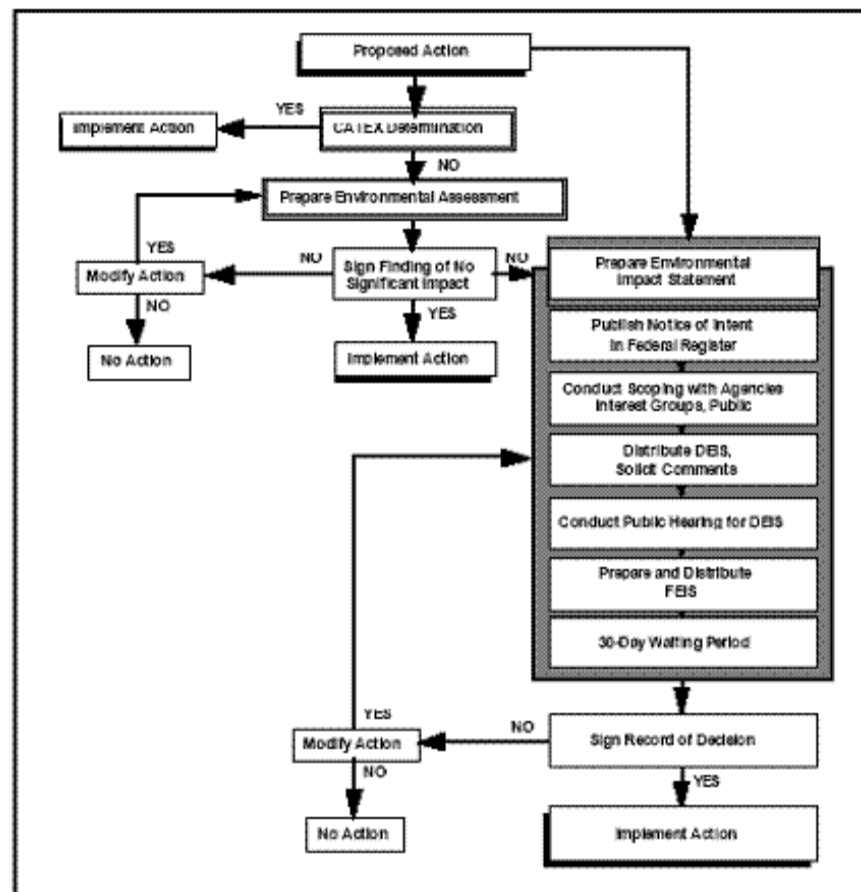 Proposed Action
YES
Implement Action
CATEX Determination
NO
Prepare Environmental Assessment
YES
NO
NO
Modify Action
Sign Finding of No
Significant Impact
Prepare Environmental
Impact Statement
NO
YES
Publish Notice of Intent
in Federal Register
No Action
Implement Action
Conduct Scoping with Agencies
Interest Groups, Public
Distribute DEIS,
Solicit Comments
Conduct Public Hearing for DEIS
Prepare and Distribute
FEIS
30-Day Waiting Period
YES
NO
Modify Action
Sign Record of Decision
NO
YES
No Action
Implement Action